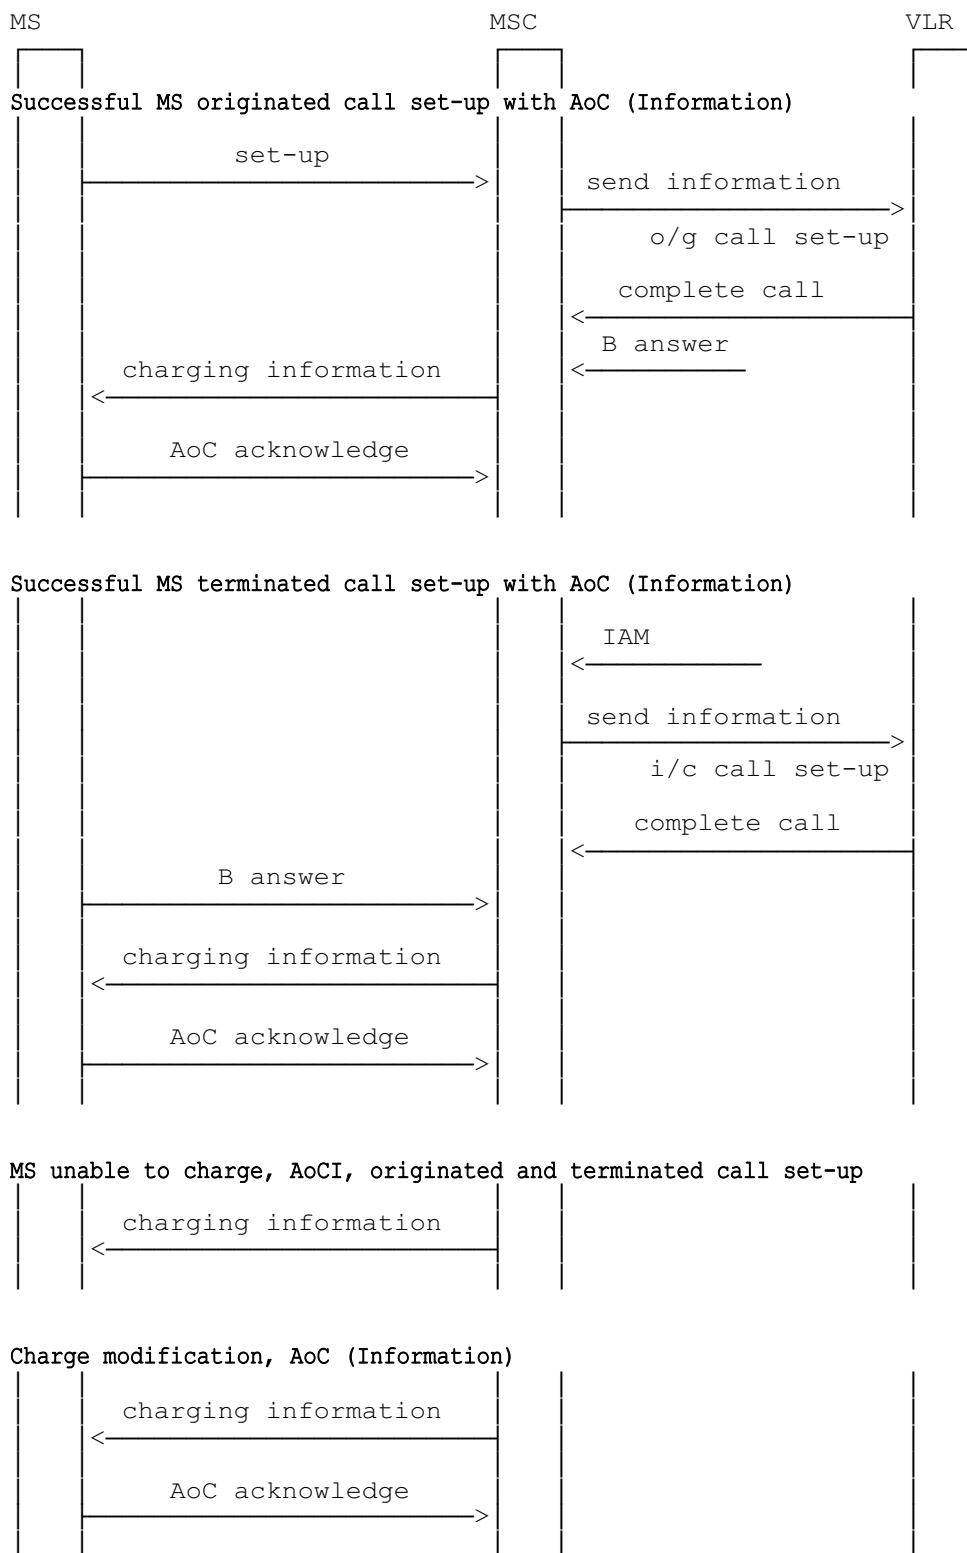 MS MSC VLR
Successful MS originated call set-up with AoC (Information)
set-up
send information
o/g call set-up
complete call
B answer
charging information
AoC acknowledge
Successful MS terminated call set-up with AoC (Information)
IAM
send information
i/c call set-up
complete call
B answer
charging information
AoC acknowledge
MS unable to charge, AoCI, originated and terminated call set-up
charging information
Charge modification, AoC (Information)
charging information
AoC acknowledge